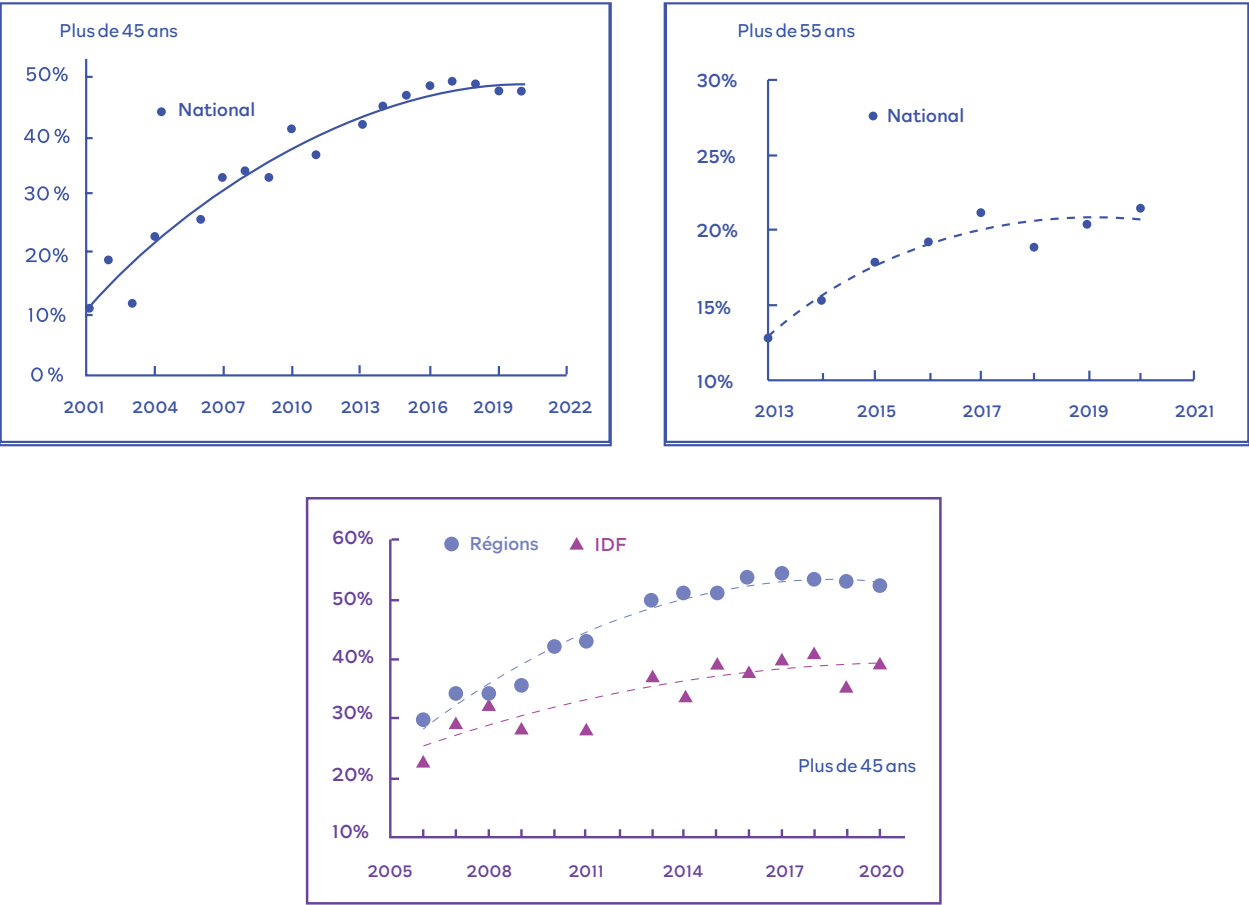 Plus de 45 ans
50%
National
40 %
30 %
20%
10%
0 %
2001 2004 2007 2010 2013 2016 2019 2022
Plus de 55 ans
30%
National
25%
20%
15%
10%
2013 2015 2017 2019 2021
60%
Régions IDF
50%
40%
30%
Plus de 45 ans
20%
10%
2005 2008 2011 2014 2017 2020